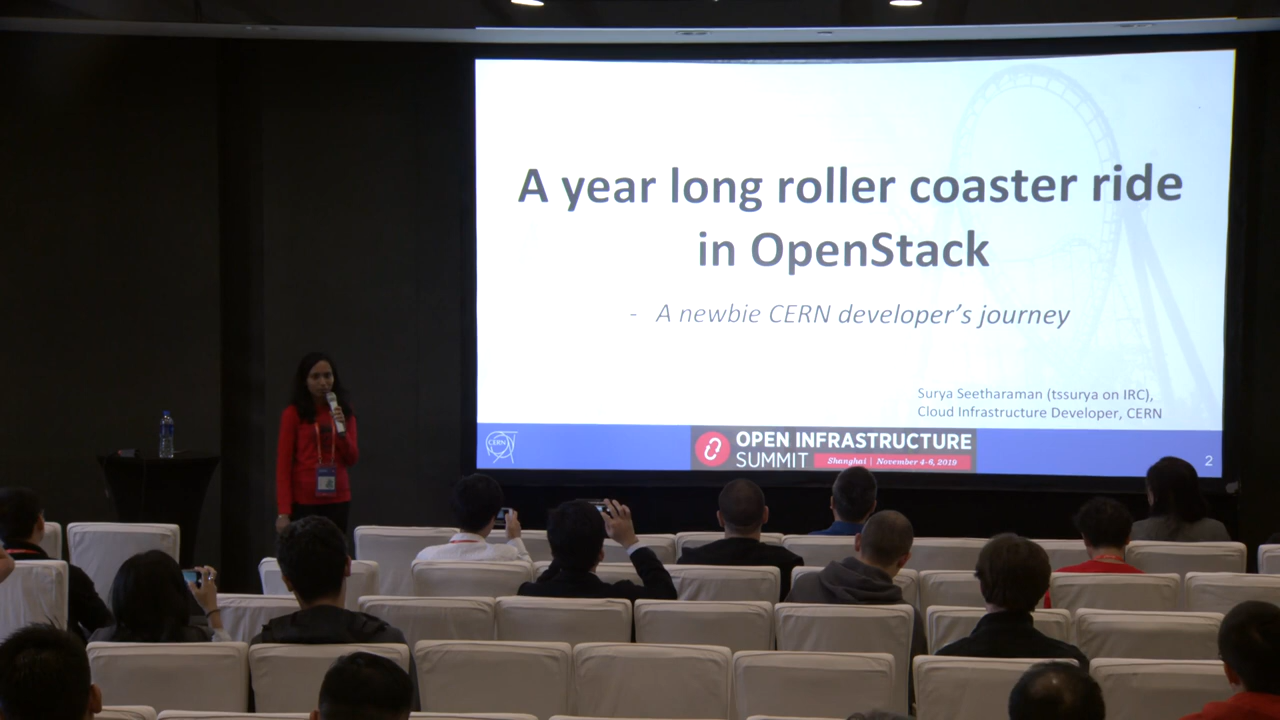 A year long roller coaster ride
in OpenStack
- A newbie CERN developer's journey
Surya Seetharaman (tssurya on IRC),
Cloud Infrastructure Developer, CERN
CERN
OPEN INFRASTRUCTURE
SUMMIT
Shanghai | November 4-6, 2019
2